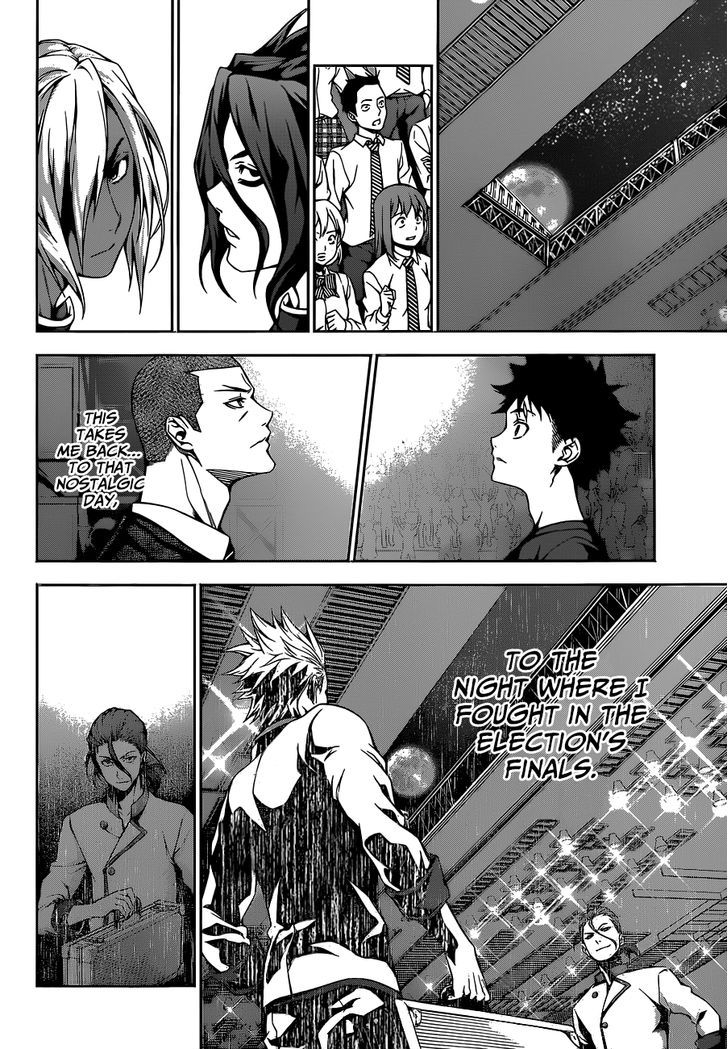 THIS
TAKES
ME BACK...
TO THAT
NOSTALGIC
DAY,
TO THE
NIGHT WHERE I
FOUGHT IN THE
ELECTION'S
FINALS.